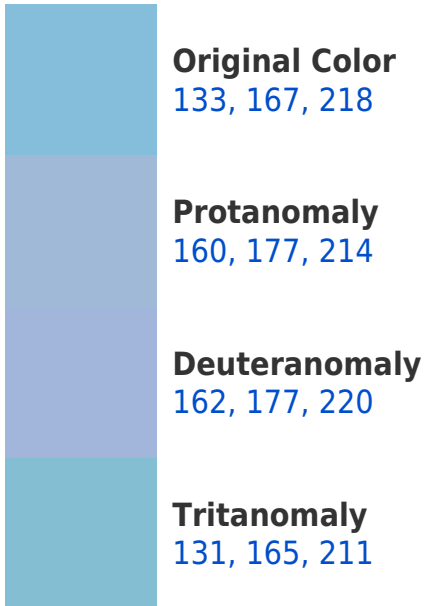 Original Color
133, 167, 218
Protanomaly
160, 177, 214
Deuteranomaly
162, 177, 220
Tritanomaly
131, 165, 211